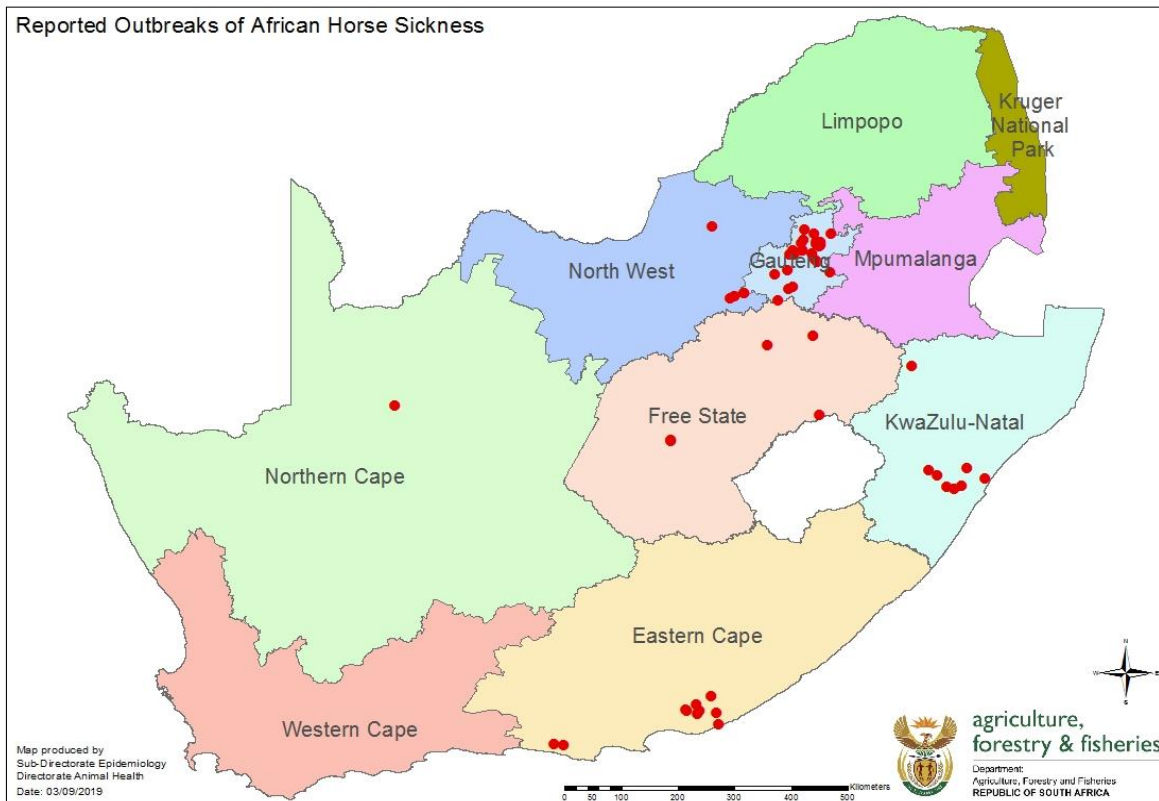 Reported Outbreaks of African Horse Sickness
Kruger
National
Park
Limpopo
North West
Gauteng
Mpumalanga
Free State
KwaZulu-Natal
Northern Cape
Eastern Cape
Western Cape
N
W
E
S
Map produced by
Sub-Directorate Epidemiology
Directorate Animal Health
Date: 03/09/2019
Kilometers
0 50 100 200 300 400 500
agriculture,
forestry & fisheries
Department:
Agriculture, Forestry and Fisheries
REPUBLIC OF SOUTH AFRICA